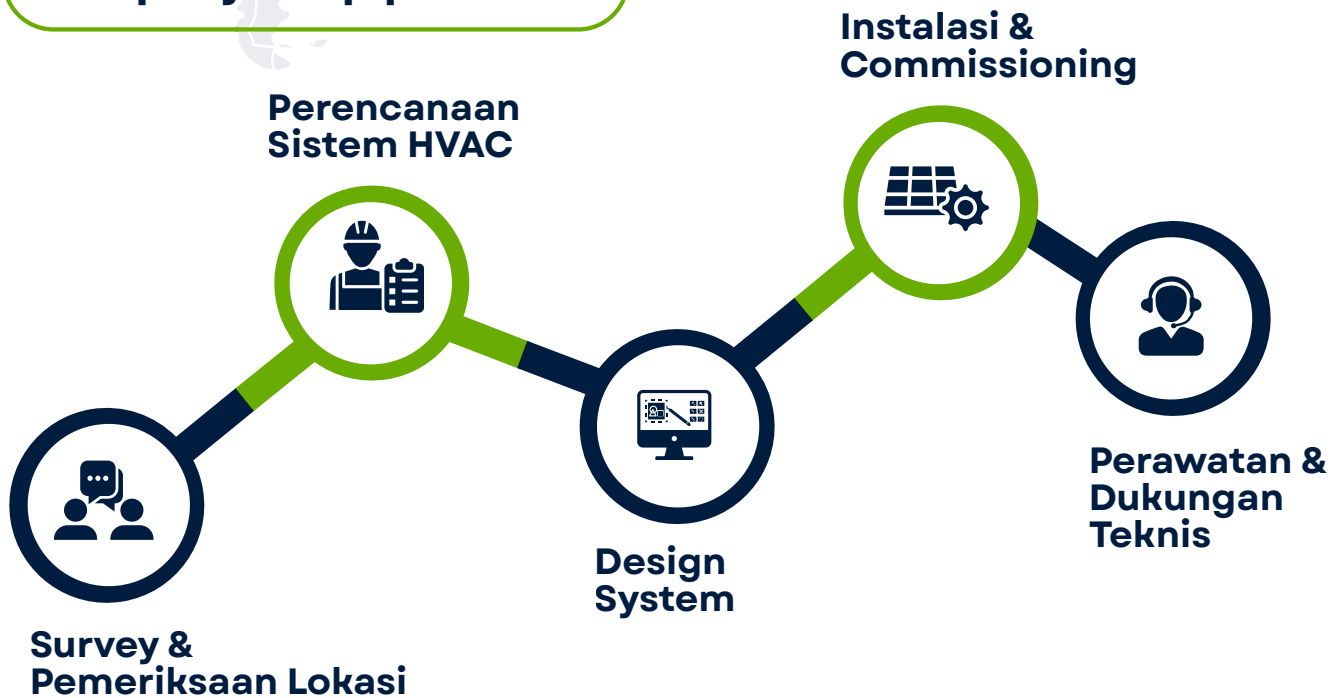 Survey &
Pemeriksaan Lokasi
Perencanaan
Sistem HVAC
Design
System
Instalasi &
Commissioning
Perawatan &
Dukungan
Teknis